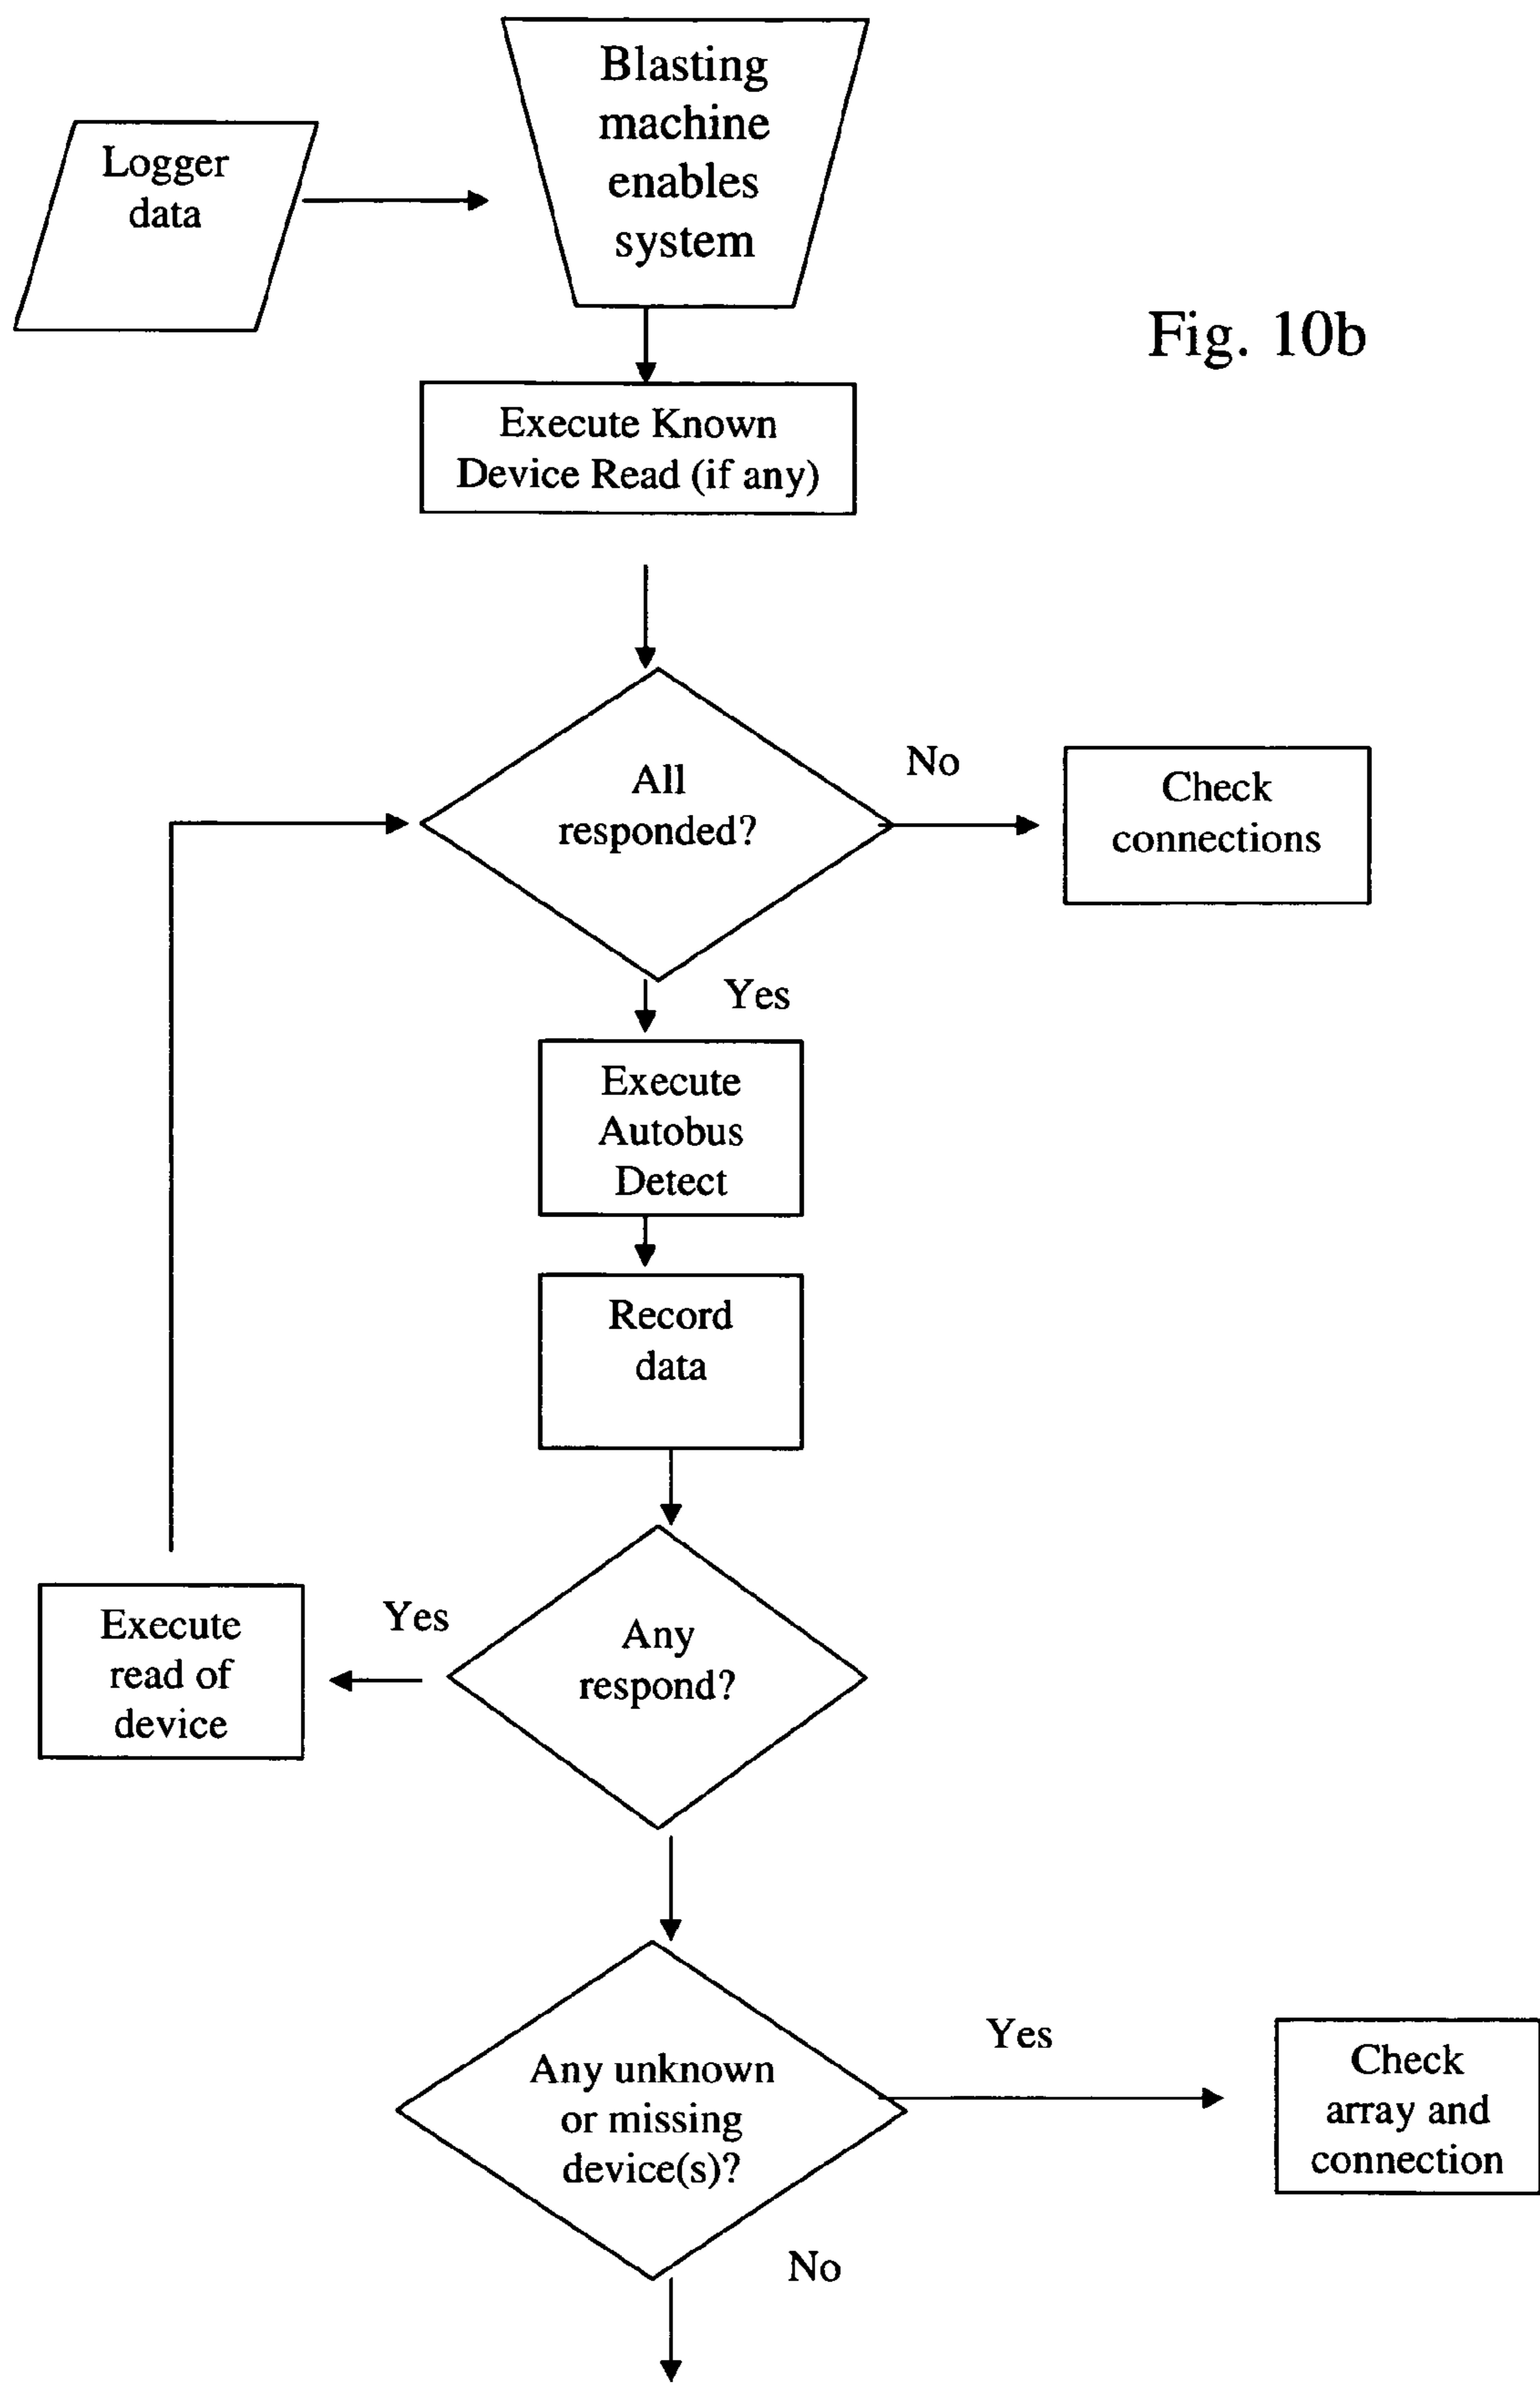 Blasting
machine
enables
system
Logger
data
Fig. 10b
Execute Known
Device Read (if any)
All
responded?
No
Check
connections
Yes
Execute
Autobus
Detect
Record
data
Any
respond?
Yes
Execute
read of
device
Any unknown
or missing
device(s)?
Yes
Check
array and
connection
No